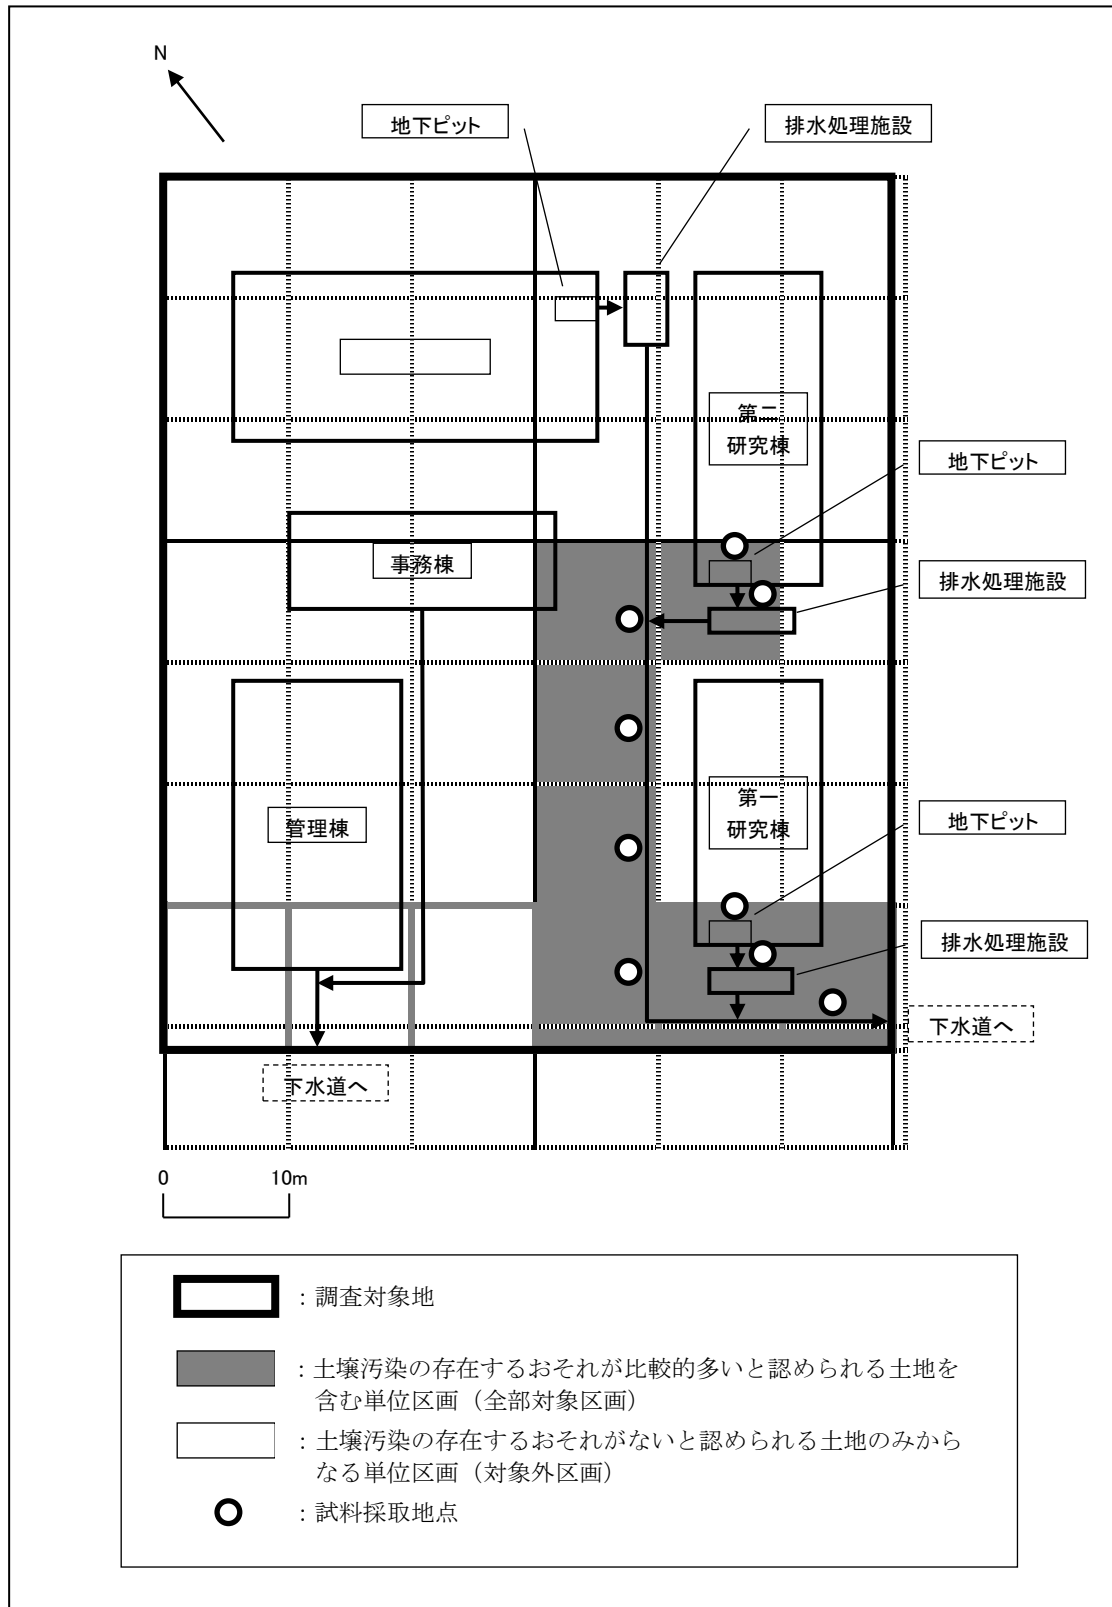 N
地下ピット
排水処理施設
第二
研究棟
地下ピット
事務棟
排水処理施設
第一
研究棟
管理棟
地下ピット
排水処理施設
下水道へ
下水道へ
0 10m
：調査対象地
：土壌汚染の存在するおそれが比較的多いと認められる土地を
含む単位区画（全部対象区画）
：土壌汚染の存在するおそれがないと認められる土地のみから
なる単位区画（対象外区画）
：試料採取地点